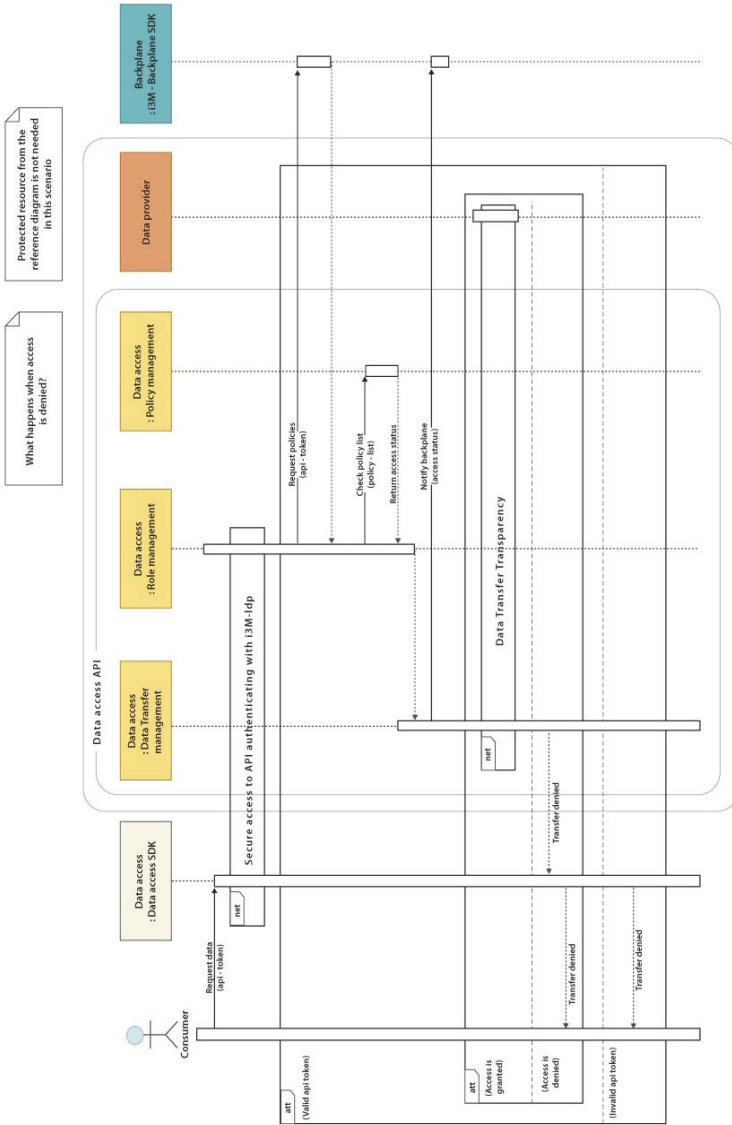 What happens when access
is denied?
Protected resource from the
reference diagram is not needed
in this scenario
Consumer
Data access
: Data access SDK
Data access
: Data Transfer
management
Data access
: Role management
Data access
: Policy management
Data provider
Backplane
: i3M - Backplane SDK
Data access API
Request data
(api - token)
net
Secure access to API authenticating with i3M-Idp
att
(Valid api token)
Request policies
(api - token)
Check policy list
(policy - list)
Return access status
Notify backplane
(access status)
att
(Access is
granted)
net
Data Transfer Transparency
(Access is
denied)
Transfer denied
Transfer denied
(Invalid api token)
Transfer denied